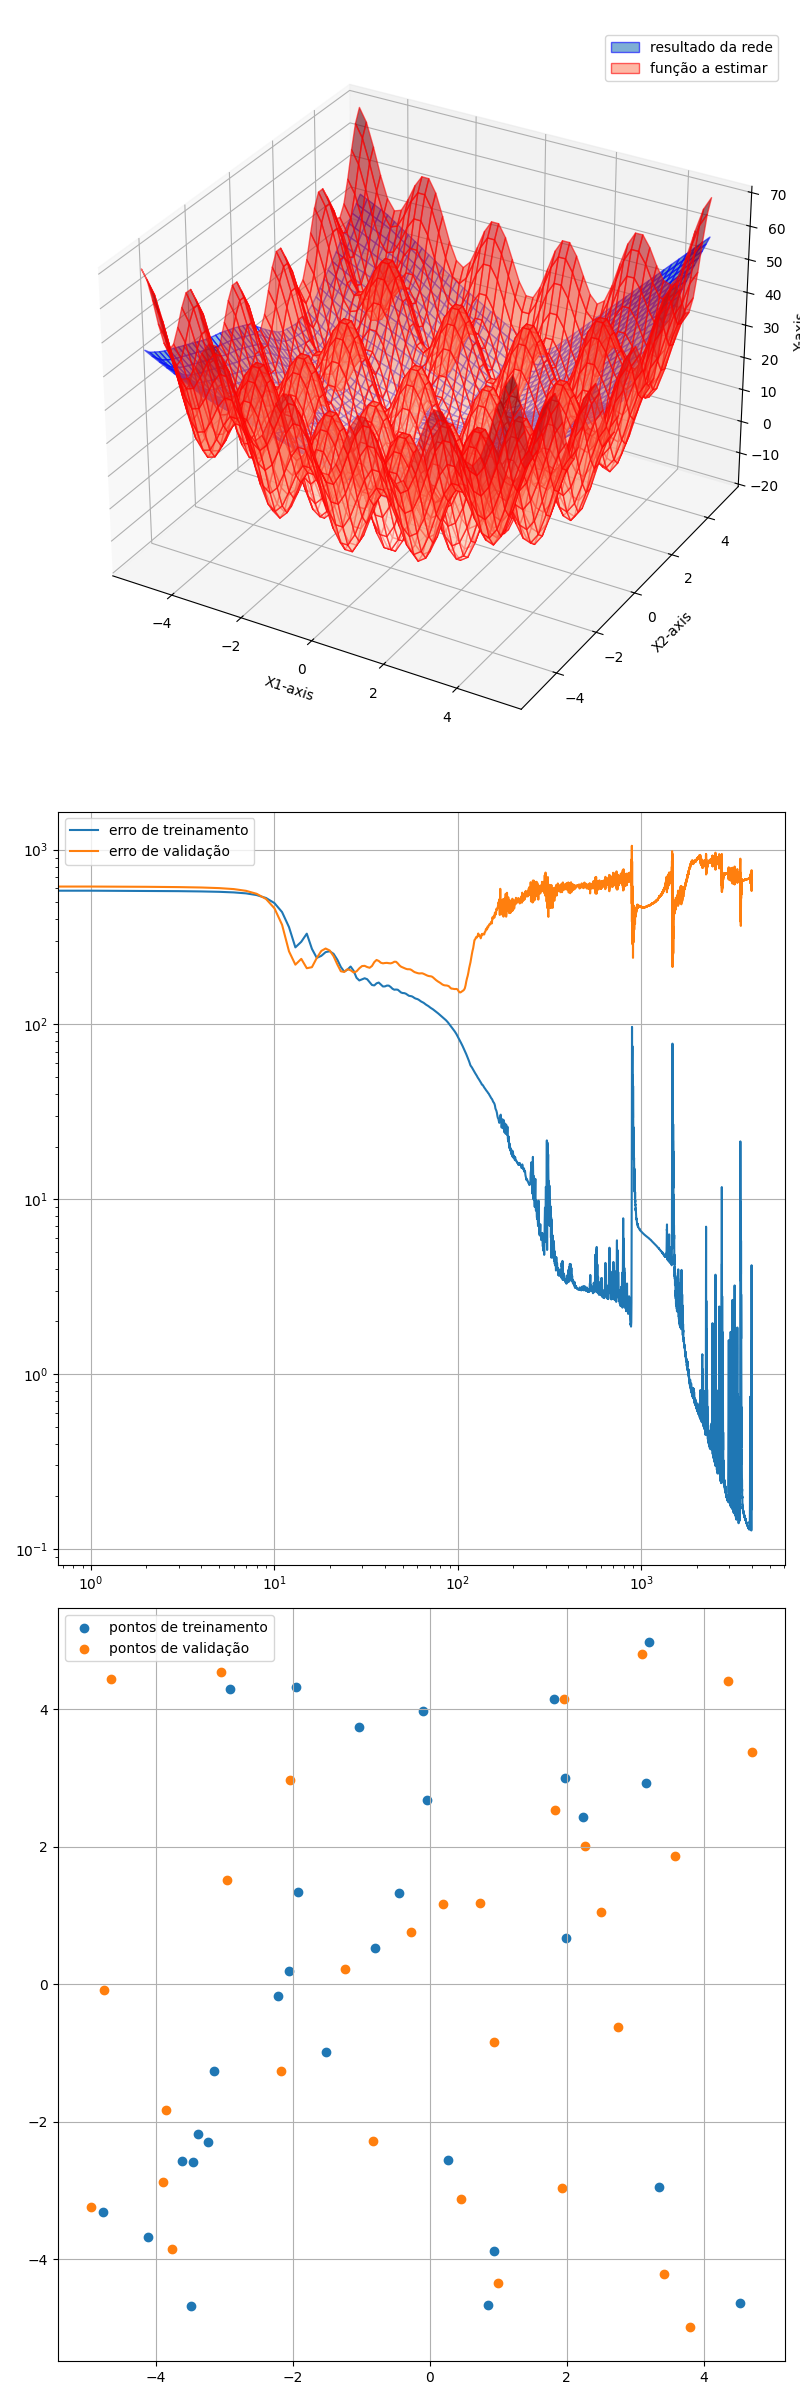 resultado da rede
função a estimar
70
60
50
40
30
20
10
0
−10
−20
Y-axis
4
2
0
−2
−4
X2-axis
−4
−2
0
2
4
X1-axis
erro de treinamento
erro de validação
10³
10²
10¹
10⁰
10⁻¹
10⁰ 10¹ 10² 10³
pontos de treinamento
pontos de validação
4
2
0
−2
−4
−4 −2 0 2 4